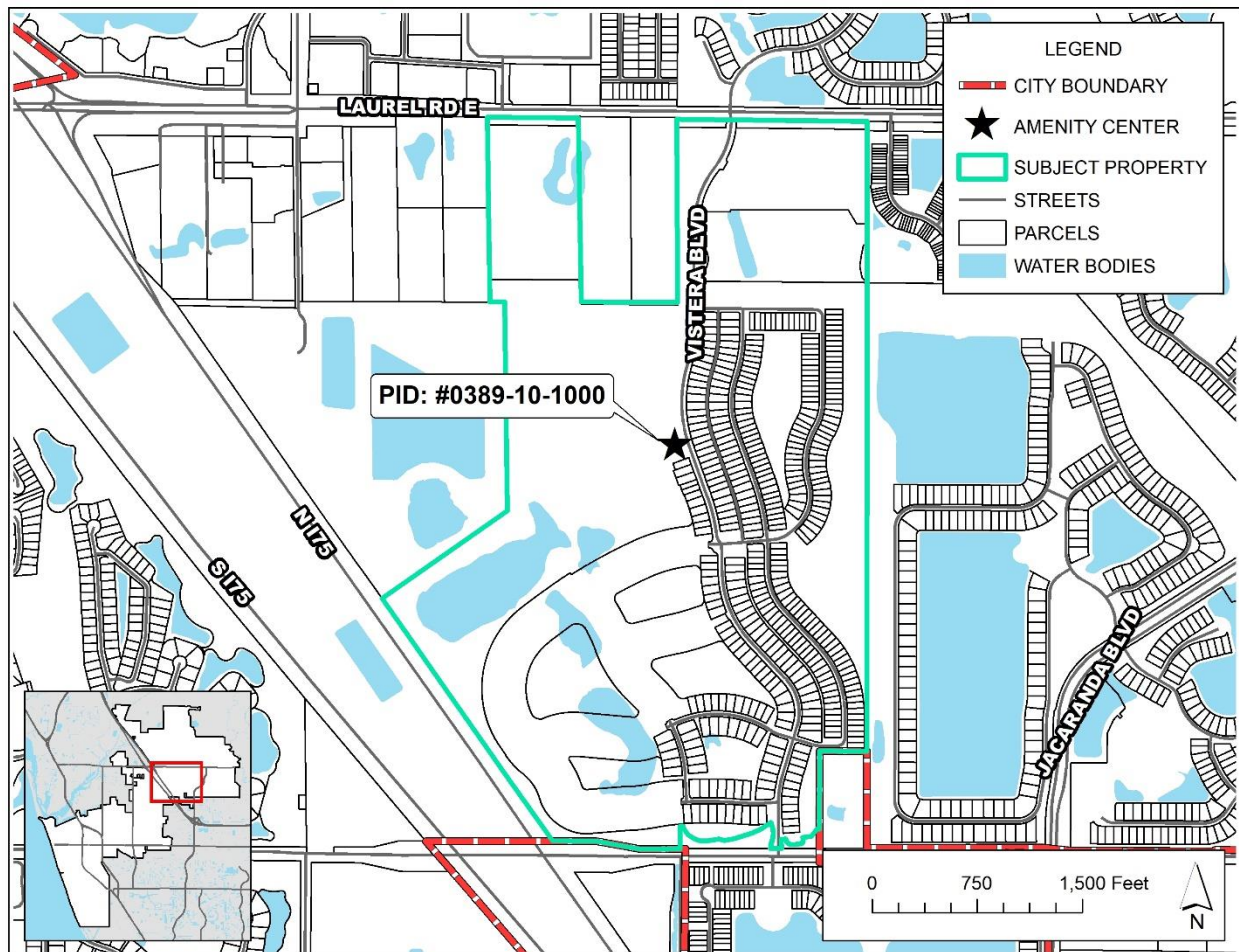 LEGEND
CITY BOUNDARY
AMENITY CENTER
SUBJECT PROPERTY
STREETS
PARCELS
WATER BODIES
LAUREL RD E
VISTERA BLVD
PID: #0389-10-1000
N I75
S I75
JACARANDA BLVD
0 750 1,500 Feet
N